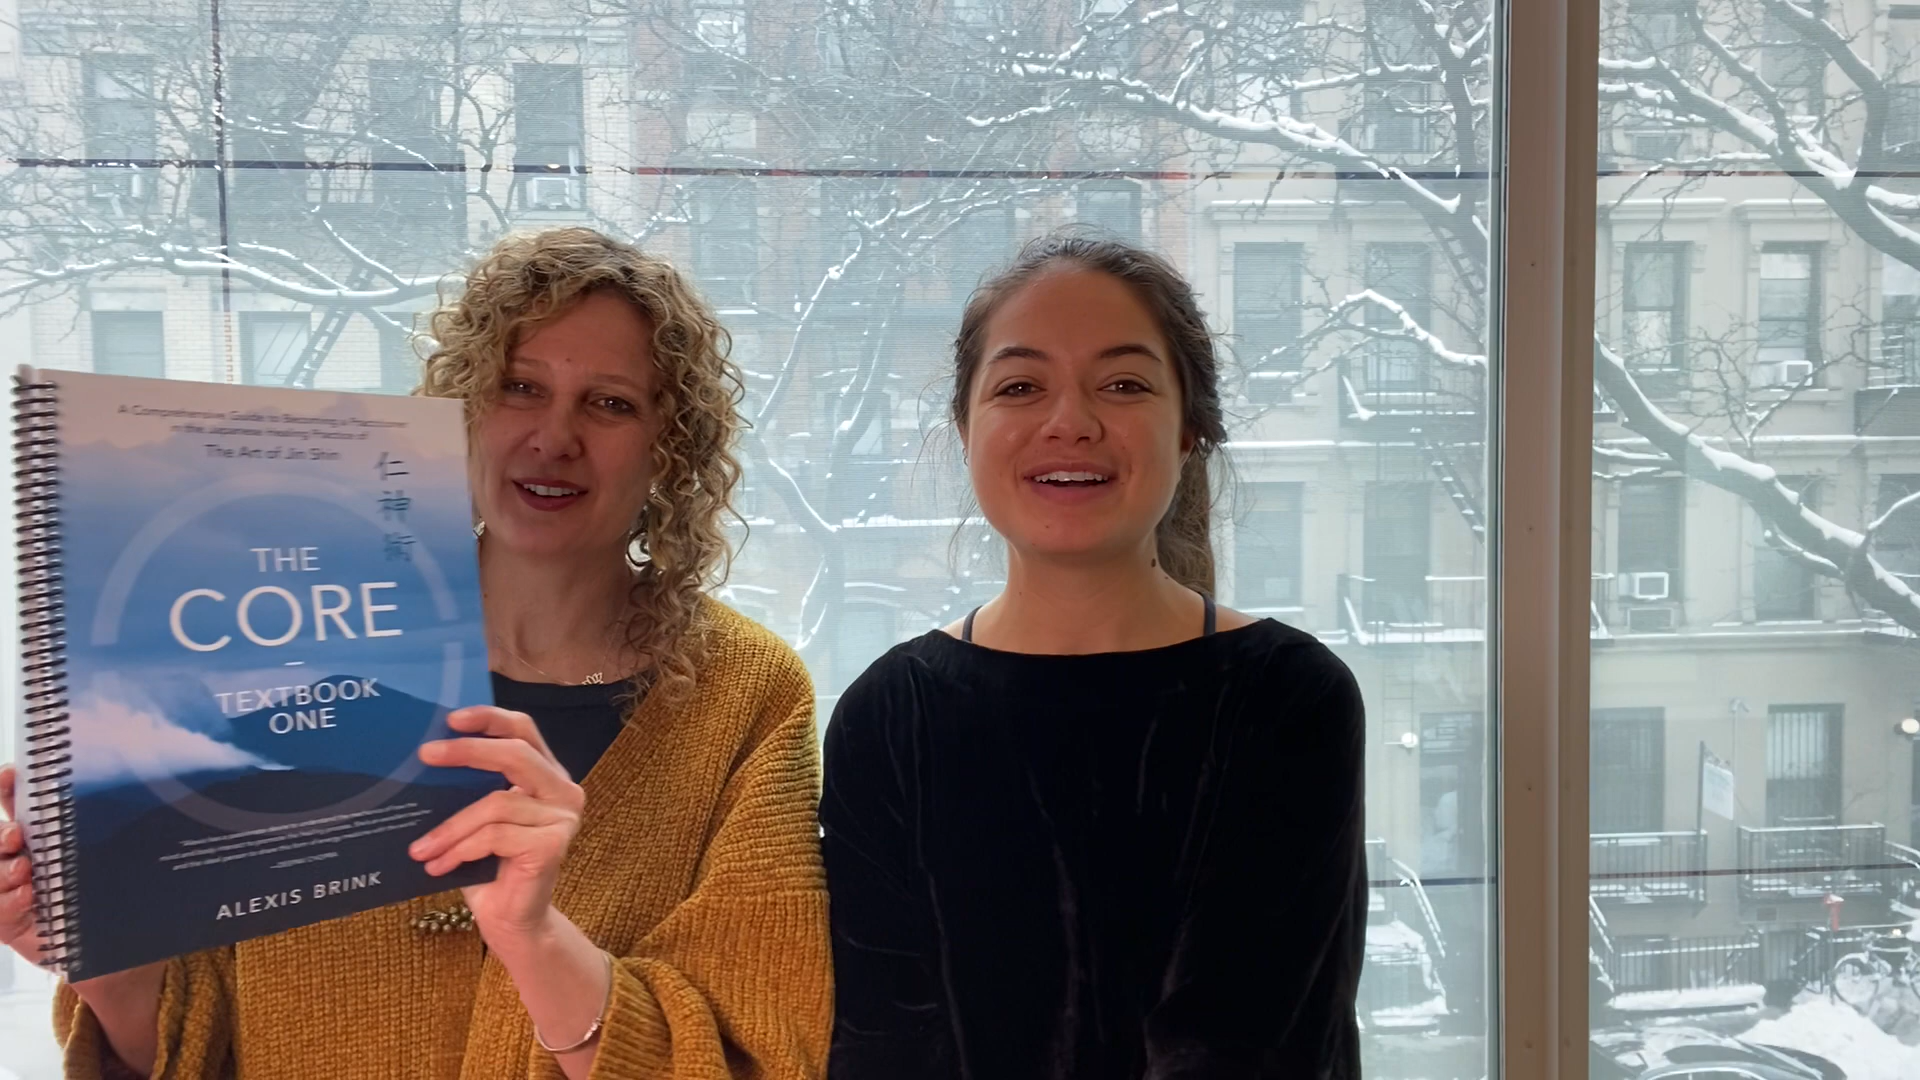 A Comprehensive Guide to Becoming a Practitioner
in the Japanese Healing Practice of
The Art of Jin Shin
仁
神
術
THE
CORE
TEXTBOOK
ONE
ALEXIS BRINK